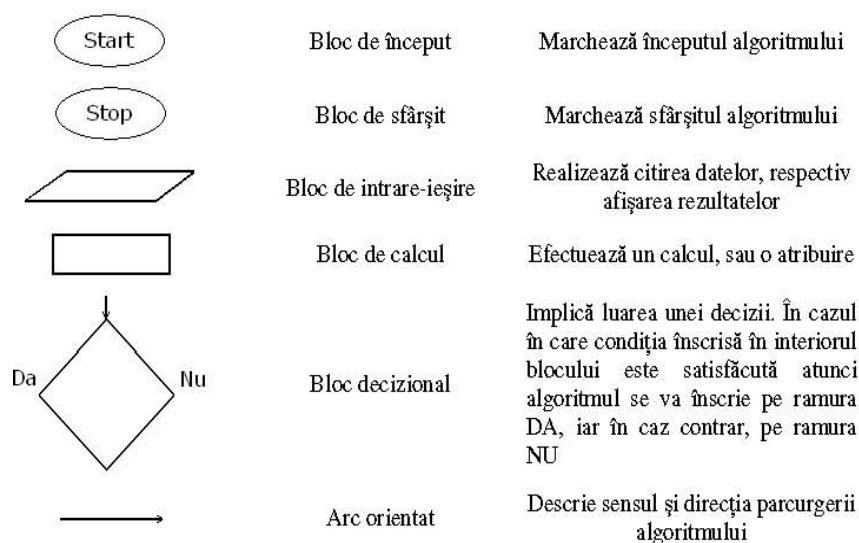 Start
Bloc de început
Marchează începutul algoritmului
Stop
Bloc de sfârşit
Marchează sfârşitul algoritmului
Bloc de intrare-ieşire
Realizează citirea datelor, respectiv
afişarea rezultatelor
Bloc de calcul
Efectuează un calcul, sau o atribuire
Da
Nu
Bloc decizional
Implică luarea unei decizii. În cazul
în care condiția înscrisă în interiorul
blocului este satisfăcută atunci
algoritmul se va înscrie pe ramura
DA, iar în caz contrar, pe ramura
NU
Arc orientat
Descrie sensul şi direcția parcurgerii
algoritmului